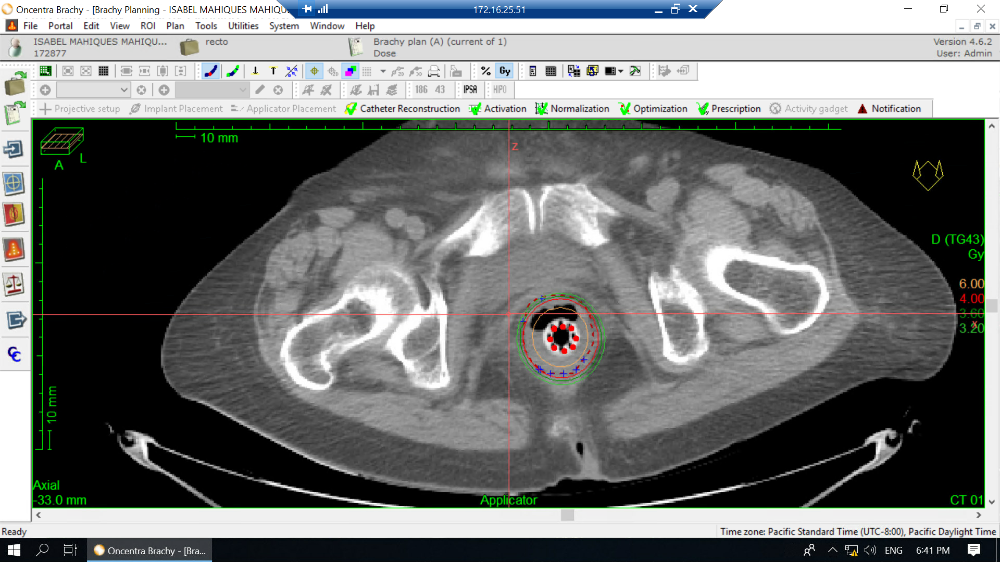 Oncentra Brachy - [Brachy Planning - ISABEL MAHIQUES MAHIQU
172.16.25.51
File Portal Edit View ROI Plan Tools Utilities System Window Help
ISABEL MAHIQUES MAHIQU... recto Brachy plan (A) (current of 1) Version 4.6.2
172877 Dose User: Admin
% Gy
186 43 IPSA HIPO
Projective setup Implant Placement Applicator Placement Catheter Reconstruction Activation Normalization Optimization Prescription Activity gadget Notification
10 mm
Z
L
A
D (TG43)
Gy
6.00
4.00
3.60
X
3.20
10 mm
Axial
-33.0 mm
Applicator
CT 01
Ready
Time zone: Pacific Standard Time (UTC-8:00), Pacific Daylight Time
Oncentra Brachy - [Bra...
ENG
6:41 PM